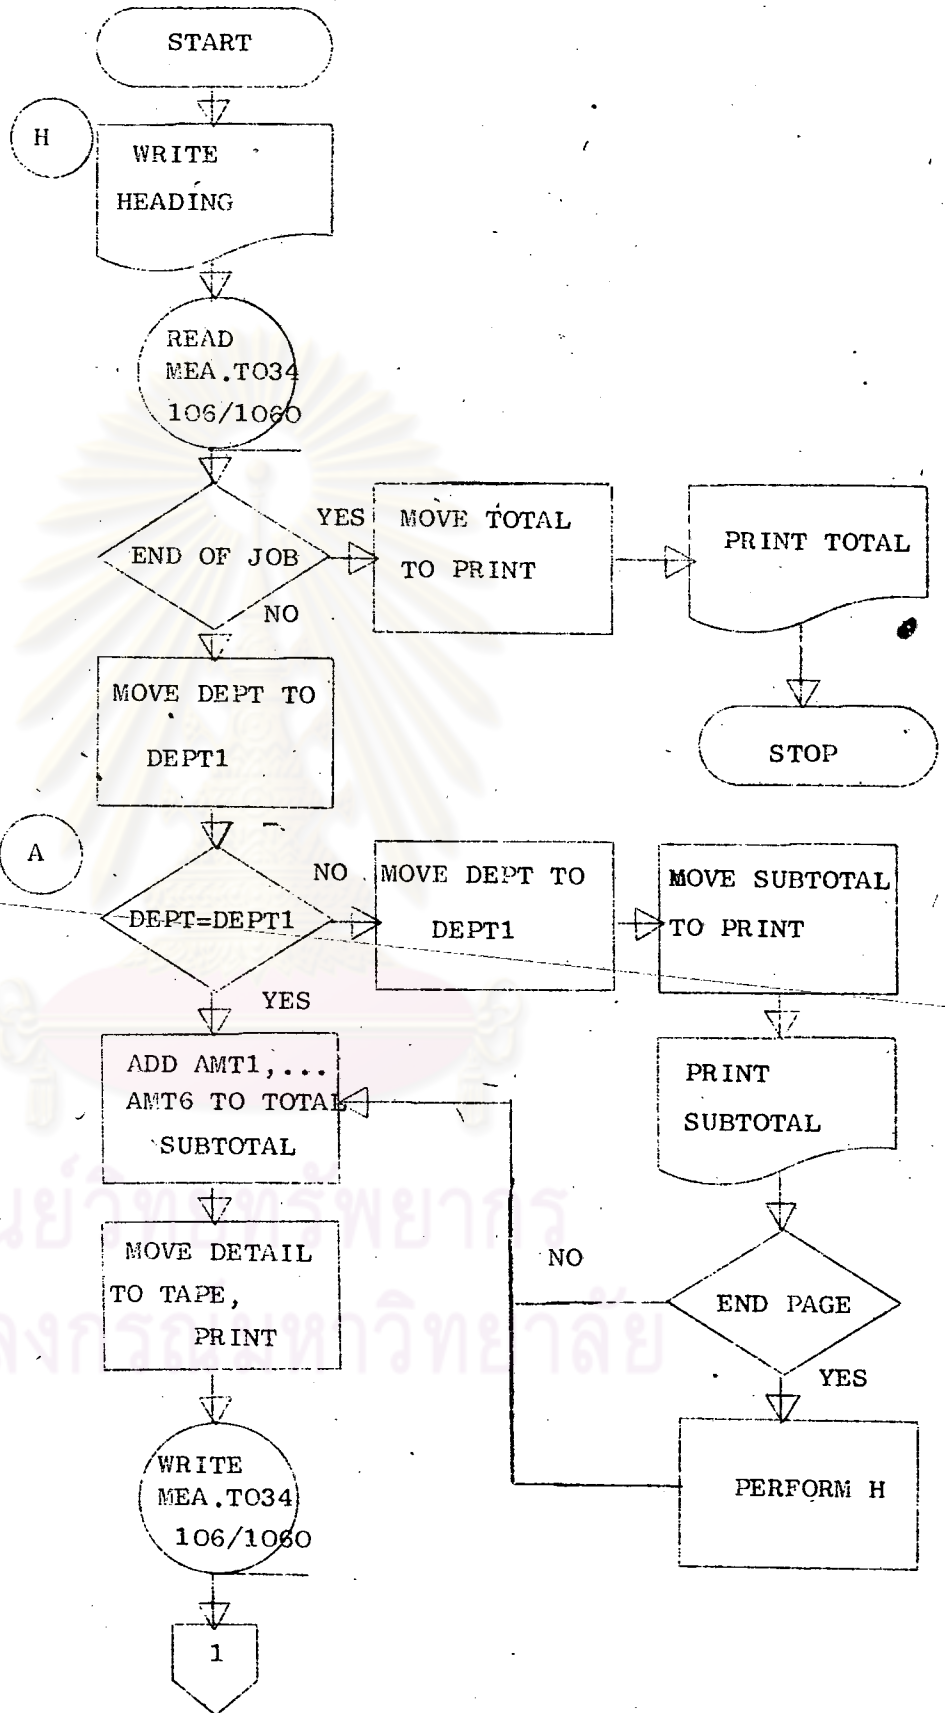 START
H
WRITE
HEADING
READ
MEA.TO34
106/1060
END OF JOB
YES
MOVE TOTAL
TO PRINT
PRINT TOTAL
STOP
NO
MOVE DEPT TO
DEPT1
A
DEPT=DEPT1
NO
MOVE DEPT TO
DEPT1
MOVE SUBTOTAL
TO PRINT
PRINT
SUBTOTAL
END PAGE
NO
YES
PERFORM H
YES
ADD AMT1,...
AMT6 TO TOTAL
SUBTOTAL
MOVE DETAIL
TO TAPE,
PRINT
WRITE
MEA.TO34
106/1060
1